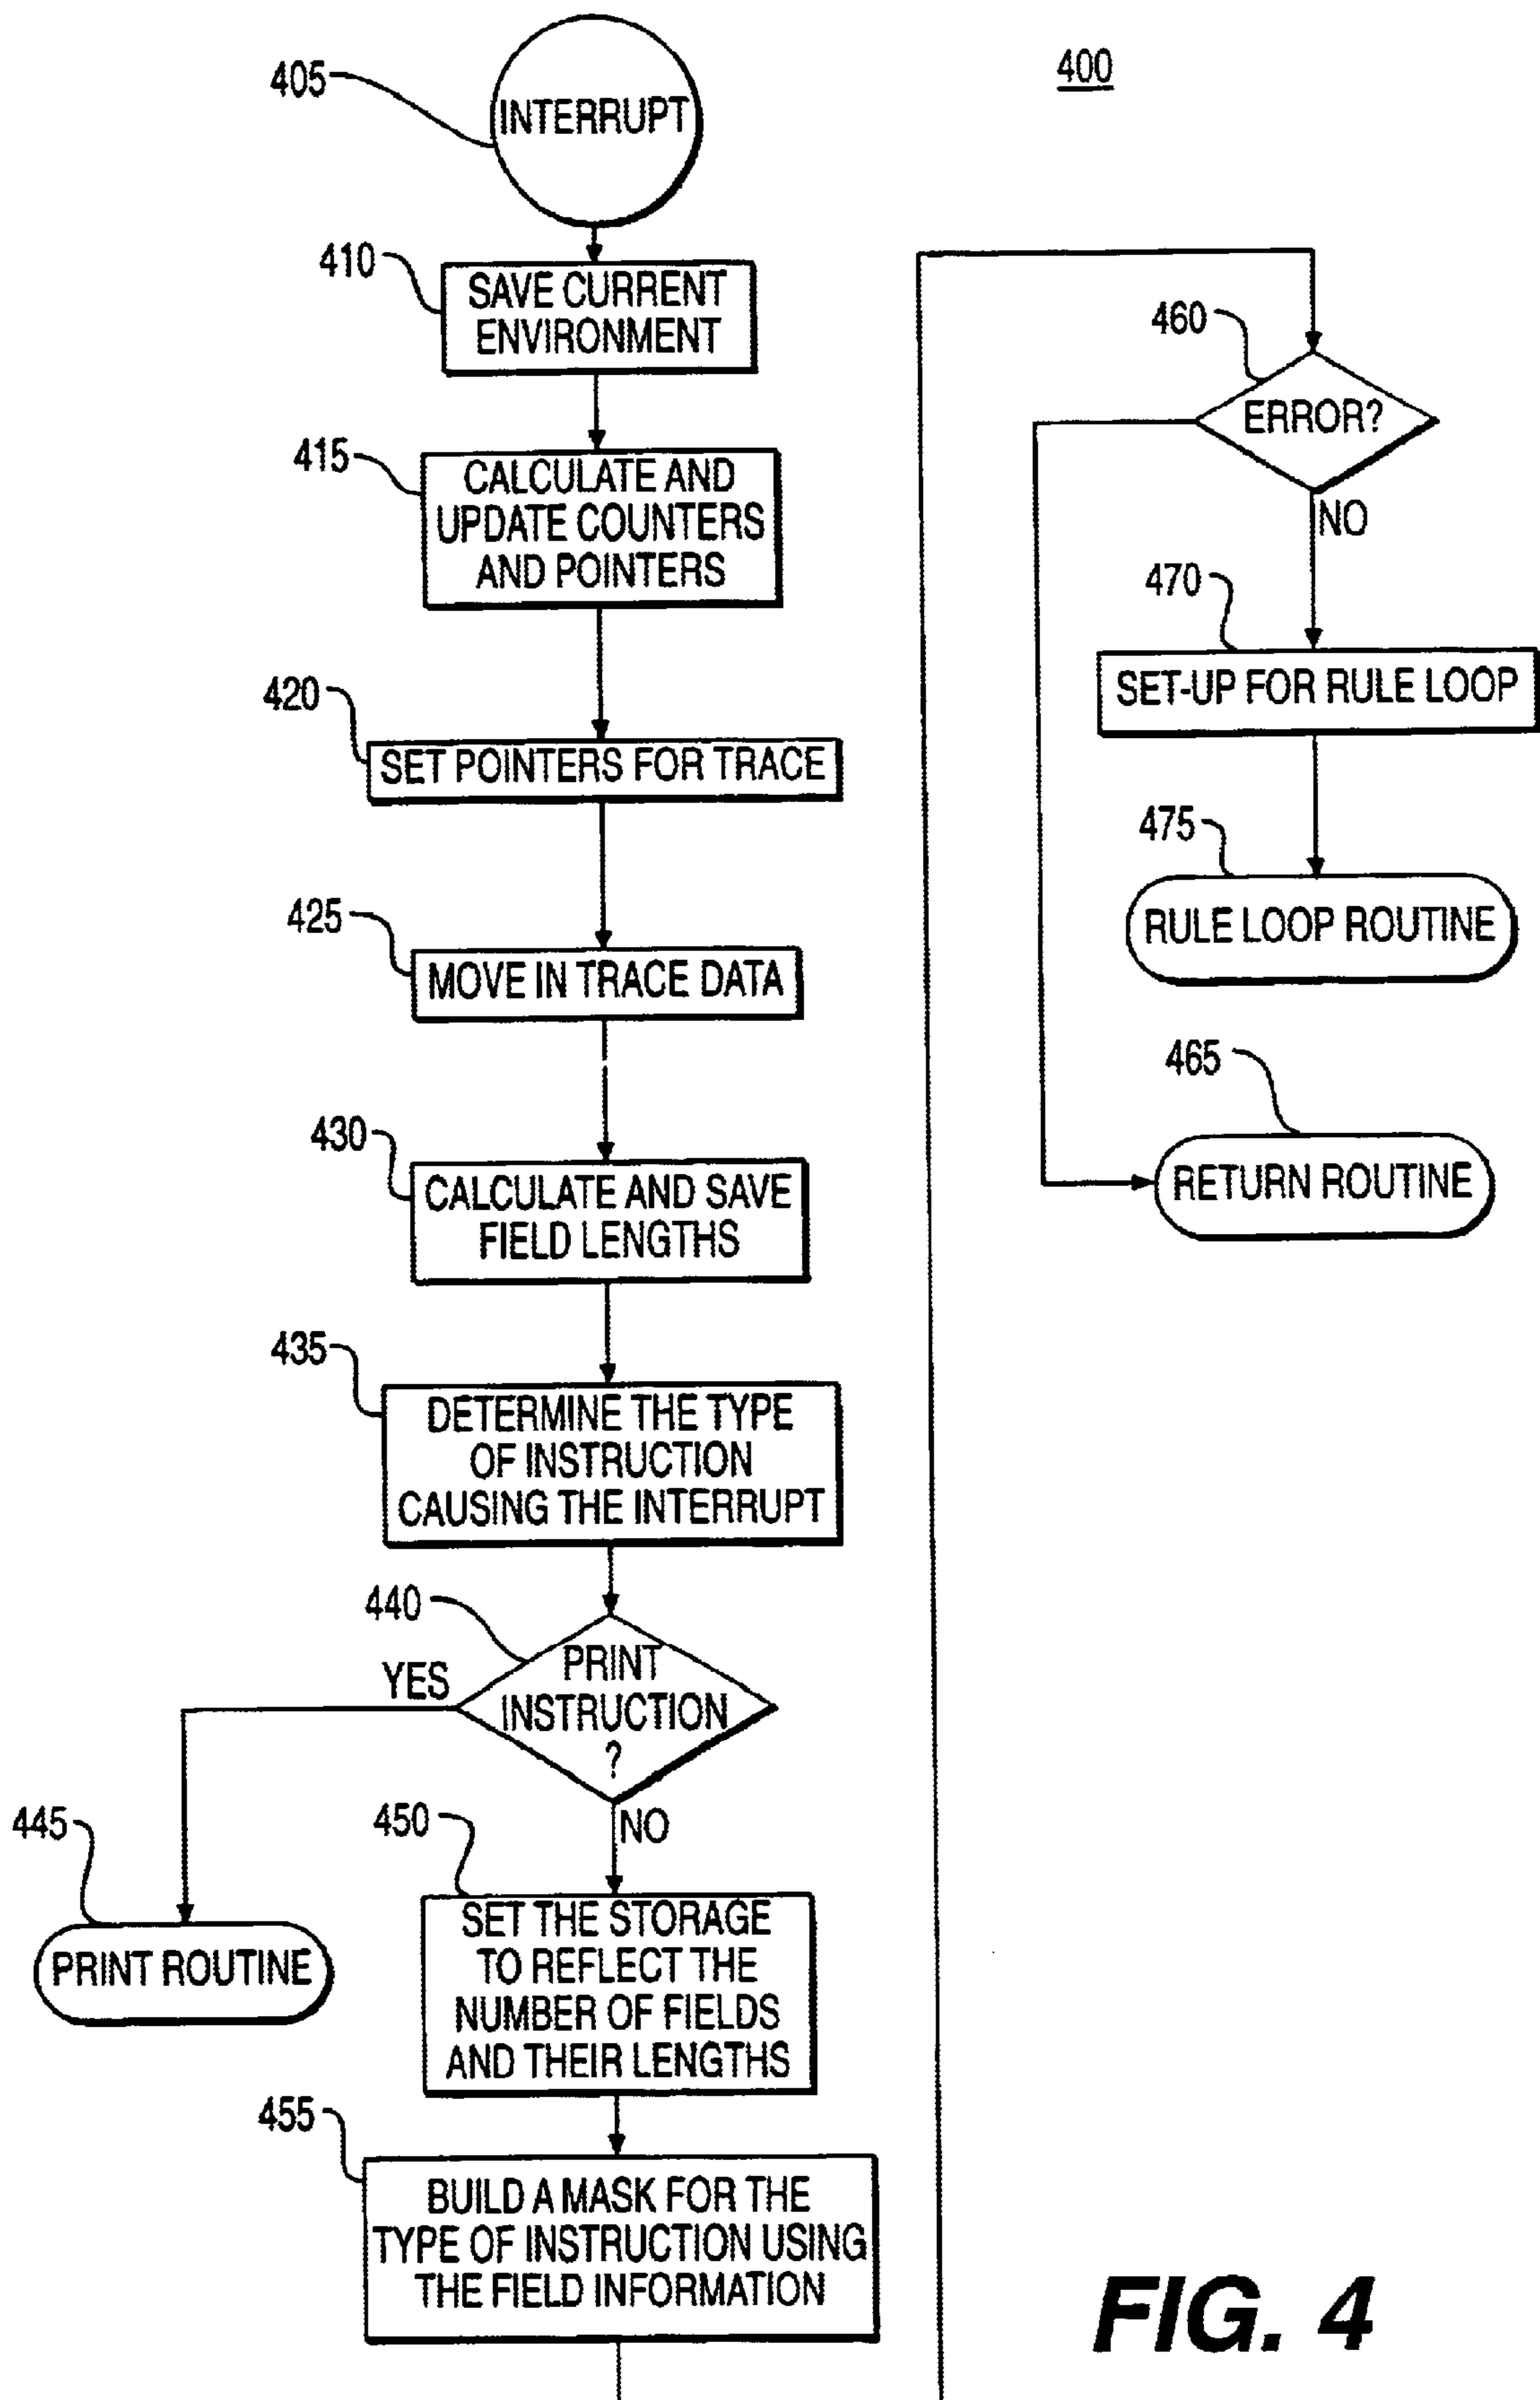 400
405
INTERRUPT
410
SAVE CURRENT
ENVIRONMENT
415
CALCULATE AND
UPDATE COUNTERS
AND POINTERS
420
SET POINTERS FOR TRACE
425
MOVE IN TRACE DATA
430
CALCULATE AND SAVE
FIELD LENGTHS
435
DETERMINE THE TYPE
OF INSTRUCTION
CAUSING THE INTERRUPT
440
PRINT
INSTRUCTION
?
YES
NO
445
PRINT ROUTINE
450
SET THE STORAGE
TO REFLECT THE
NUMBER OF FIELDS
AND THEIR LENGTHS
455
BUILD A MASK FOR THE
TYPE OF INSTRUCTION USING
THE FIELD INFORMATION
460
ERROR?
NO
470
SET-UP FOR RULE LOOP
475
RULE LOOP ROUTINE
465
RETURN ROUTINE
FIG. 4